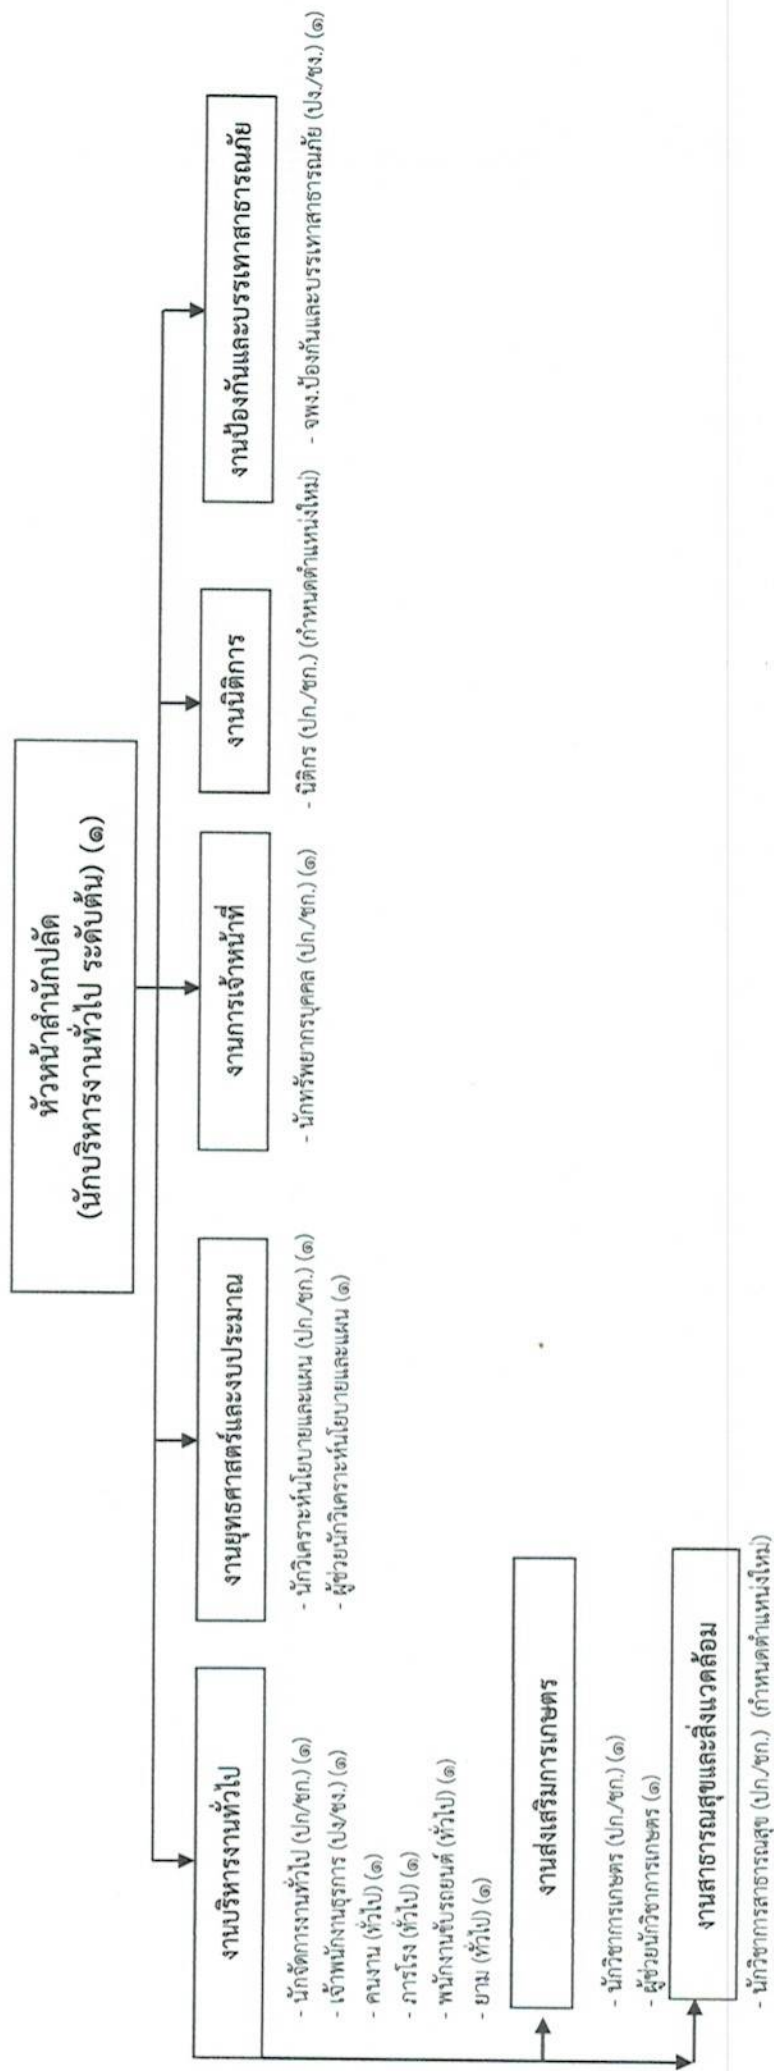 หัวหน้าสำนักปลัด
(นักบริหารงานทั่วไป ระดับต้น) (๑)
งานบริหารงานทั่วไป
- นักจัดการงานทั่วไป (ปก/ชก.) (๑)
- เจ้าพนักงานธุรการ (ปง/ชง.) (๑)
- คนงาน (ทั่วไป) (๑)
- ภารโรง (ทั่วไป) (๑)
- พนักงานขับรถยนต์ (ทั่วไป) (๑)
- ยาม (ทั่วไป) (๑)
งานยุทธศาสตร์และงบประมาณ
- นักวิเคราะห์นโยบายและแผน (ปก./ชก.) (๑)
- ผู้ช่วยนักวิเคราะห์นโยบายและแผน (๑)
งานการเจ้าหน้าที่
- นักทรัพยากรบุคคล (ปก./ชก.) (๑)
งานนิติการ
- นิติกร (ปก./ชก.) (กำหนดตำแหน่งใหม่)
งานป้องกันและบรรเทาสาธารณภัย
- จพง.ป้องกันและบรรเทาสาธารณภัย (ปง./ชง.) (๑)
งานส่งเสริมการเกษตร
- นักวิชาการเกษตร (ปก./ชก.) (๑)
- ผู้ช่วยนักวิชาการเกษตร (๑)
งานสาธารณสุขและสิ่งแวดล้อม
- นักวิชาการสาธารณสุข (ปก./ชก.) (กำหนดตำแหน่งใหม่)